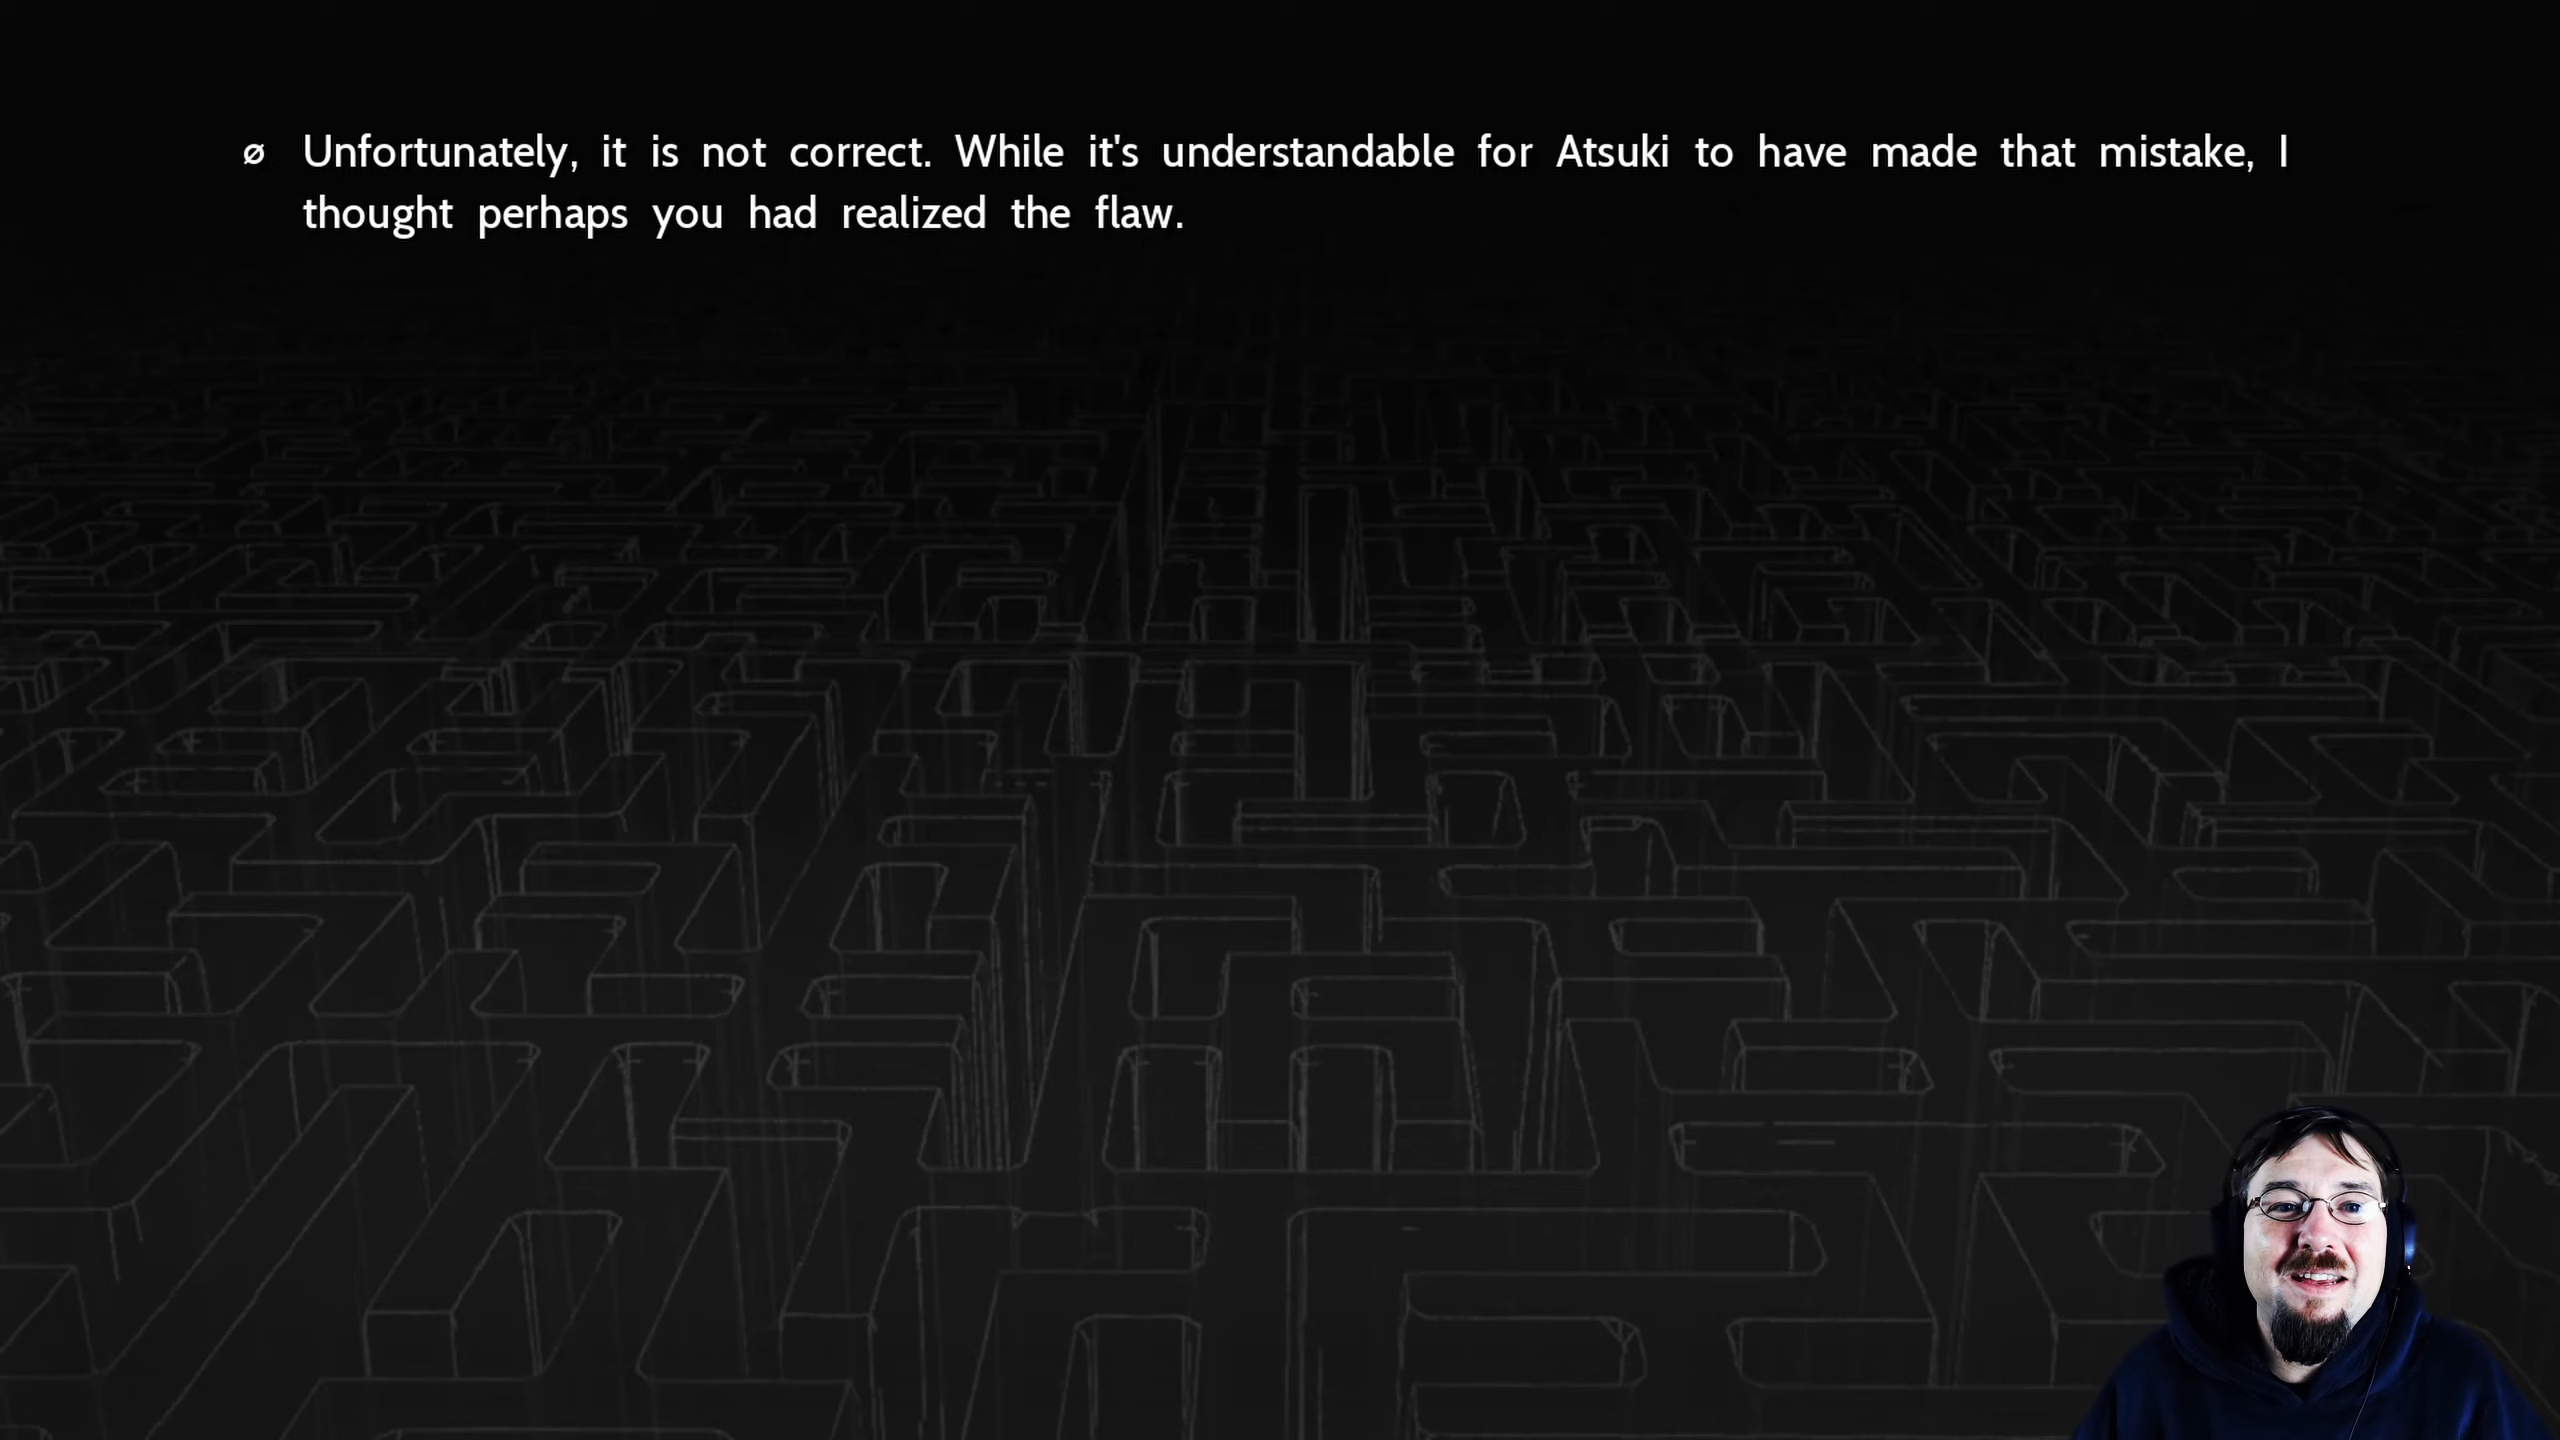 ø Unfortunately, it is not correct. While it's understandable for Atsuki to have made that mistake, I
thought perhaps you had realized the flaw.